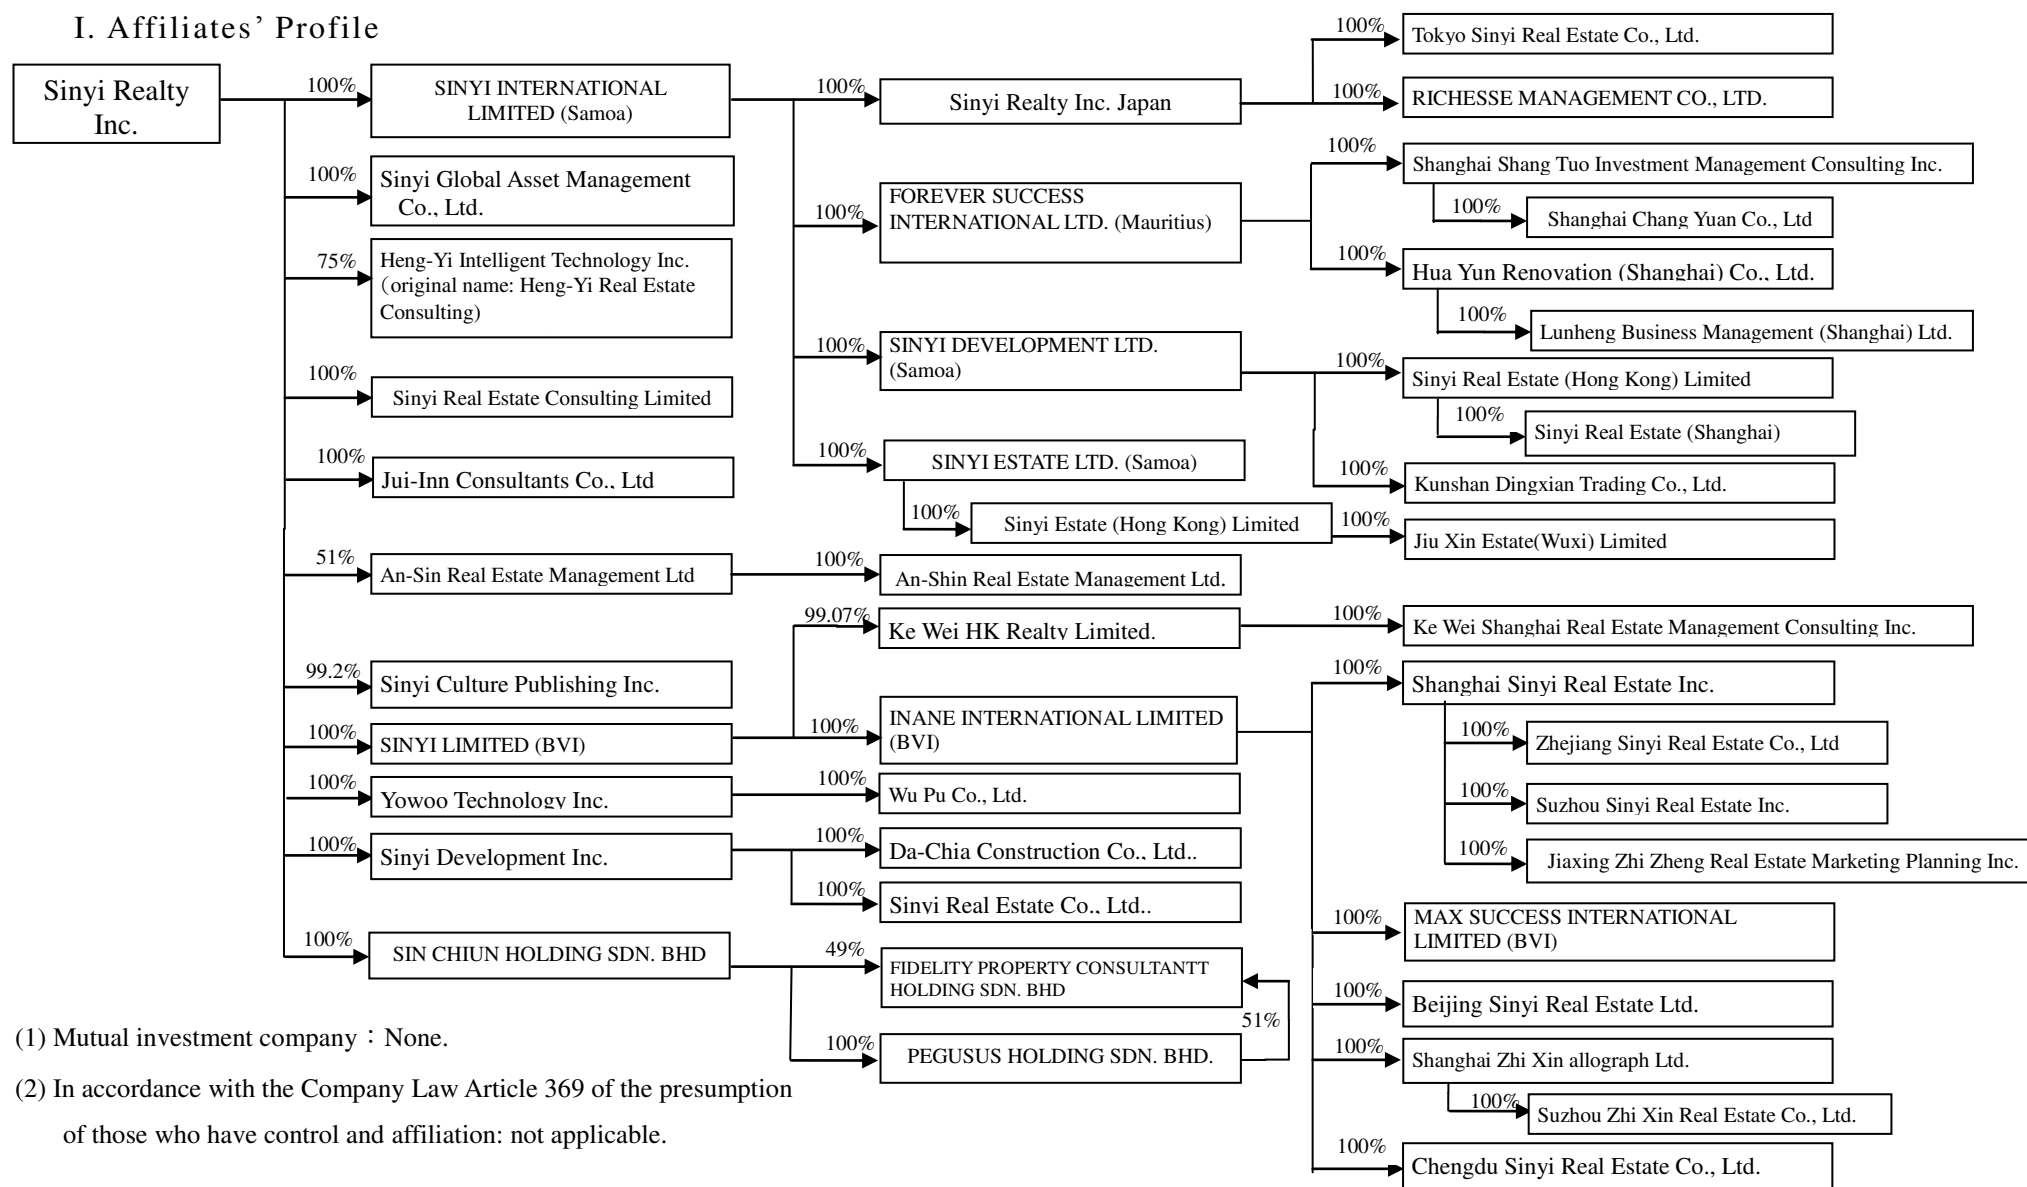 I. Affiliates’ Profile
Sinyi Realty
Inc.
100%
SINYI INTERNATIONAL
LIMITED (Samoa)
100%
Sinyi Global Asset Management
Co., Ltd.
75%
Heng-Yi Intelligent Technology Inc.
(original name: Heng-Yi Real Estate
Consulting)
100%
Sinyi Real Estate Consulting Limited
100%
Jui-Inn Consultants Co., Ltd
51%
An-Sin Real Estate Management Ltd
99.2%
Sinyi Culture Publishing Inc.
100%
SINYI LIMITED (BVI)
100%
Yowoo Technology Inc.
100%
Sinyi Development Inc.
100%
SIN CHIUN HOLDING SDN. BHD
100%
Sinyi Realty Inc. Japan
100%
FOREVER SUCCESS
INTERNATIONAL LTD. (Mauritius)
100%
SINYI DEVELOPMENT LTD.
(Samoa)
100%
SINYI ESTATE LTD. (Samoa)
100%
Sinyi Estate (Hong Kong) Limited
100%
An-Shin Real Estate Management Ltd.
99.07%
Ke Wei HK Realty Limited.
100%
INANE INTERNATIONAL LIMITED
(BVI)
100%
Wu Pu Co., Ltd.
100%
Da-Chia Construction Co., Ltd..
100%
Sinyi Real Estate Co., Ltd..
49%
FIDELITY PROPERTY CONSULTANTT
HOLDING SDN. BHD
51%
100%
PEGUSUS HOLDING SDN. BHD.
100%
Tokyo Sinyi Real Estate Co., Ltd.
100%
RICHESSE MANAGEMENT CO., LTD.
100%
Shanghai Shang Tuo Investment Management Consulting Inc.
100%
Shanghai Chang Yuan Co., Ltd
100%
Hua Yun Renovation (Shanghai) Co., Ltd.
100%
Lunheng Business Management (Shanghai) Ltd.
100%
Sinyi Real Estate (Hong Kong) Limited
100%
Sinyi Real Estate (Shanghai)
100%
Kunshan Dingxian Trading Co., Ltd.
100%
Jiu Xin Estate(Wuxi) Limited
100%
Ke Wei Shanghai Real Estate Management Consulting Inc.
100%
Shanghai Sinyi Real Estate Inc.
100%
Zhejiang Sinyi Real Estate Co., Ltd
100%
Suzhou Sinyi Real Estate Inc.
100%
Jiaxing Zhi Zheng Real Estate Marketing Planning Inc.
100%
MAX SUCCESS INTERNATIONAL
LIMITED (BVI)
100%
Beijing Sinyi Real Estate Ltd.
100%
Shanghai Zhi Xin allograph Ltd.
100%
Suzhou Zhi Xin Real Estate Co., Ltd.
100%
Chengdu Sinyi Real Estate Co., Ltd.
(1) Mutual investment company：None.
(2) In accordance with the Company Law Article 369 of the presumption
of those who have control and affiliation: not applicable.